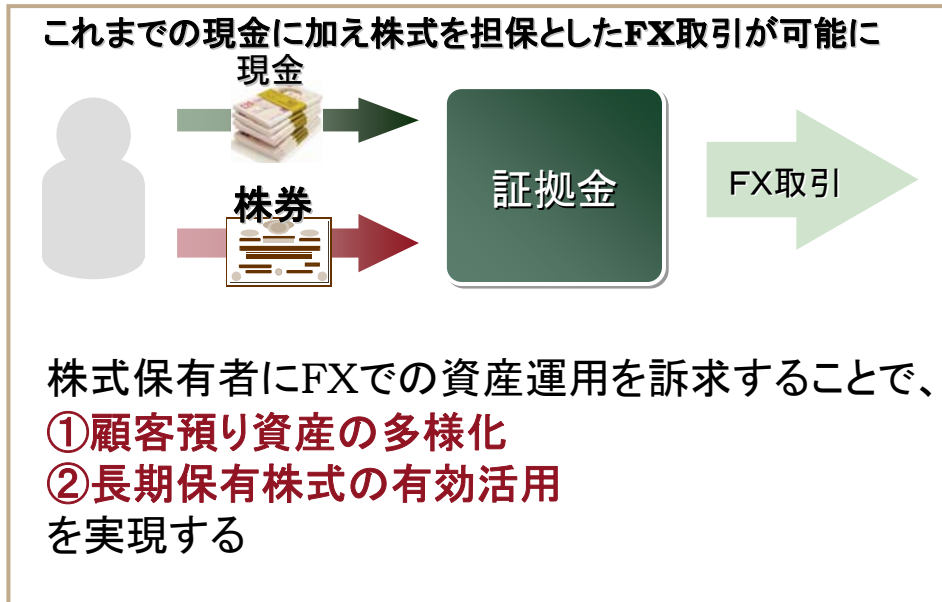 これまでの現金に加え株式を担保としたFX取引が可能に
現金
株券
証拠金
FX取引
株式保有者にFXでの資産運用を訴求することで、
①顧客預り資産の多様化
②長期保有株式の有効活用
を実現する